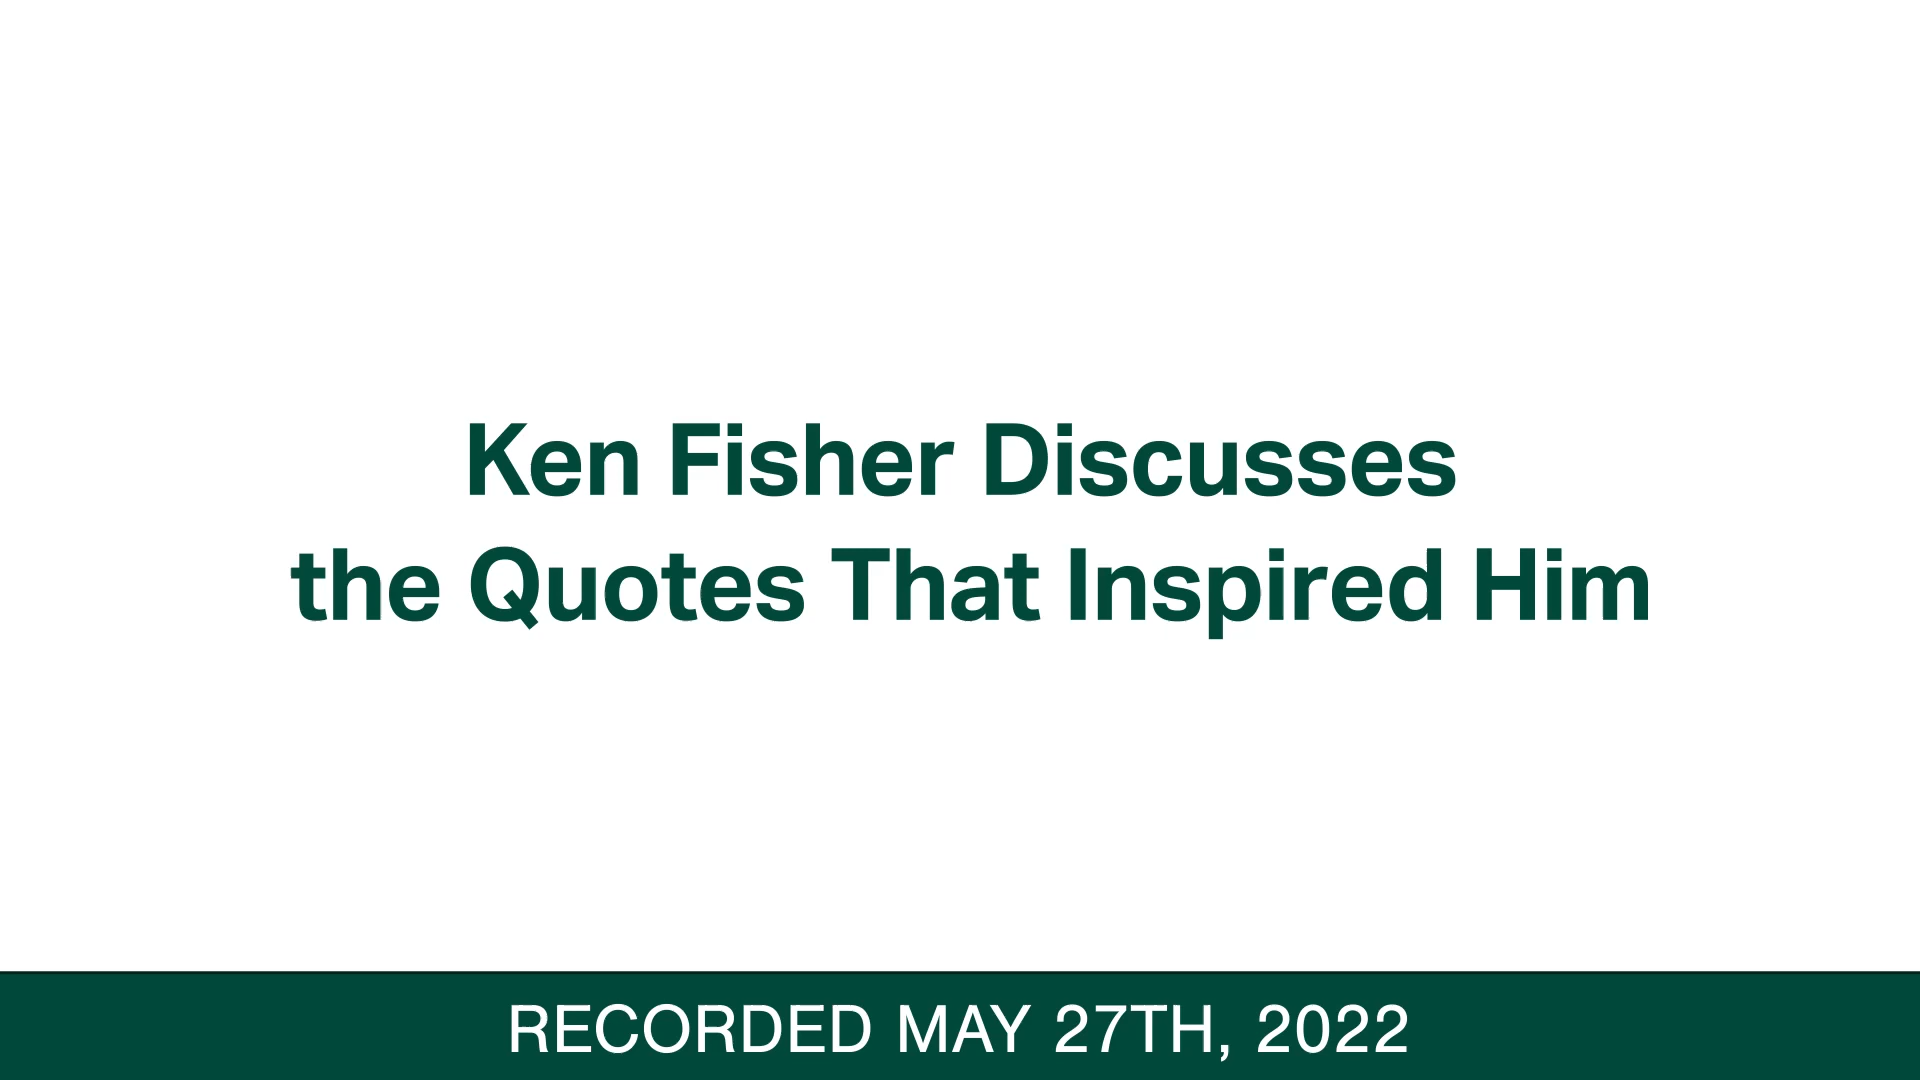 Ken Fisher Discusses
the Quotes That Inspired Him
RECORDED MAY 27TH, 2022